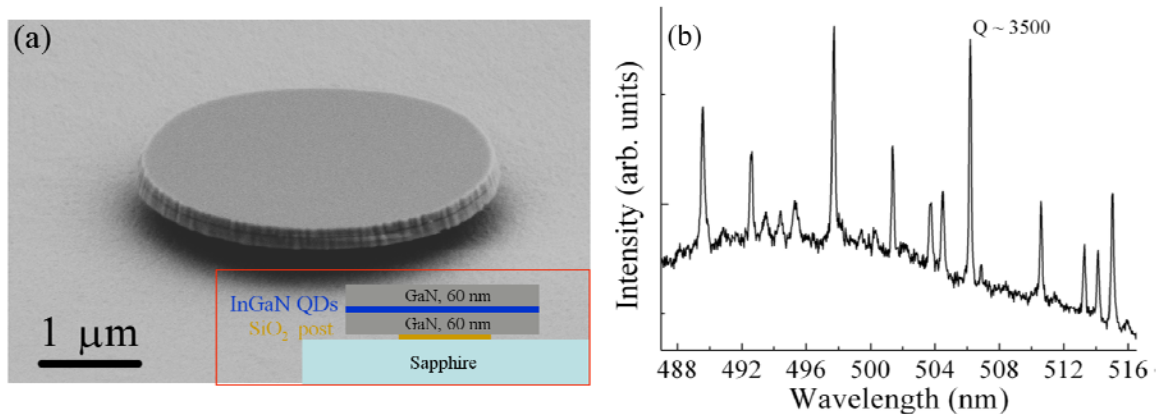 (a)
InGaN QDs
GaN, 60 nm
SiO₂ post
GaN, 60 nm
1 μm
Sapphire
(b)
Q ~ 3500
Intensity (arb. units)
488 492 496 500 504 508 512 516
Wavelength (nm)